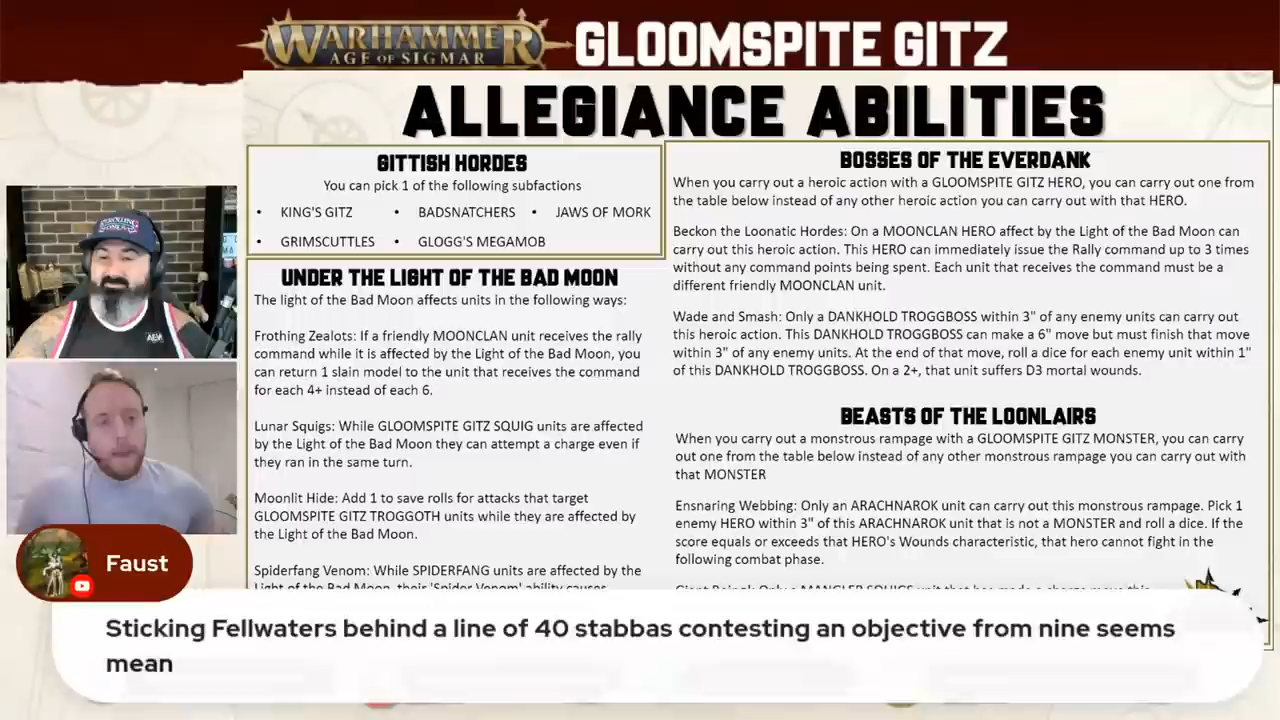 WARHAMMER
AGE OF SIGMAR
GLOOMSPITE GITZ
ALLEGIANCE ABILITIES
GITTISH HORDES
You can pick 1 of the following subfactions
• KING'S GITZ • BADSNATCHERS • JAWS OF MORK
• GRIMSCUTTLES • GLOGG'S MEGAMOB
UNDER THE LIGHT OF THE BAD MOON
The light of the Bad Moon affects units in the following ways:
Frothing Zealots: If a friendly MOONCLAN unit receives the rally
command while it is affected by the Light of the Bad Moon, you
can return 1 slain model to the unit that receives the command
for each 4+ instead of each 6.
Lunar Squigs: While GLOOMSPITE GITZ SQUIG units are affected
by the Light of the Bad Moon they can attempt a charge even if
they ran in the same turn.
Moonlit Hide: Add 1 to save rolls for attacks that target
GLOOMSPITE GITZ TROGGOTH units while they are affected by
the Light of the Bad Moon.
Spiderfang Venom: While SPIDERFANG units are affected by the
Light of the Bad Moon, their 'Spider Venom' ability causes
BOSSES OF THE EVERDANK
When you carry out a heroic action with a GLOOMSPITE GITZ HERO, you can carry out one from
the table below instead of any other heroic action you can carry out with that HERO.
Beckon the Loonatic Hordes: On a MOONCLAN HERO affect by the Light of the Bad Moon can
carry out this heroic action. This HERO can immediately issue the Rally command up to 3 times
without any command points being spent. Each unit that receives the command must be a
different friendly MOONCLAN unit.
Wade and Smash: Only a DANKHOLD TROGGBOSS within 3" of any enemy units can carry out
this heroic action. This DANKHOLD TROGGBOSS can make a 6" move but must finish that move
within 3" of any enemy units. At the end of that move, roll a dice for each enemy unit within 1"
of this DANKHOLD TROGGBOSS. On a 2+, that unit suffers D3 mortal wounds.
BEASTS OF THE LOONLAIRS
When you carry out a monstrous rampage with a GLOOMSPITE GITZ MONSTER, you can carry
out one from the table below instead of any other monstrous rampage you can carry out with
that MONSTER
Ensnaring Webbing: Only an ARACHNAROK unit can carry out this monstrous rampage. Pick 1
enemy HERO within 3" of this ARACHNAROK unit that is not a MONSTER and roll a dice. If the
score equals or exceeds that HERO's Wounds characteristic, that hero cannot fight in the
following combat phase.
Faust
Sticking Fellwaters behind a line of 40 stabbas contesting an objective from nine seems
mean